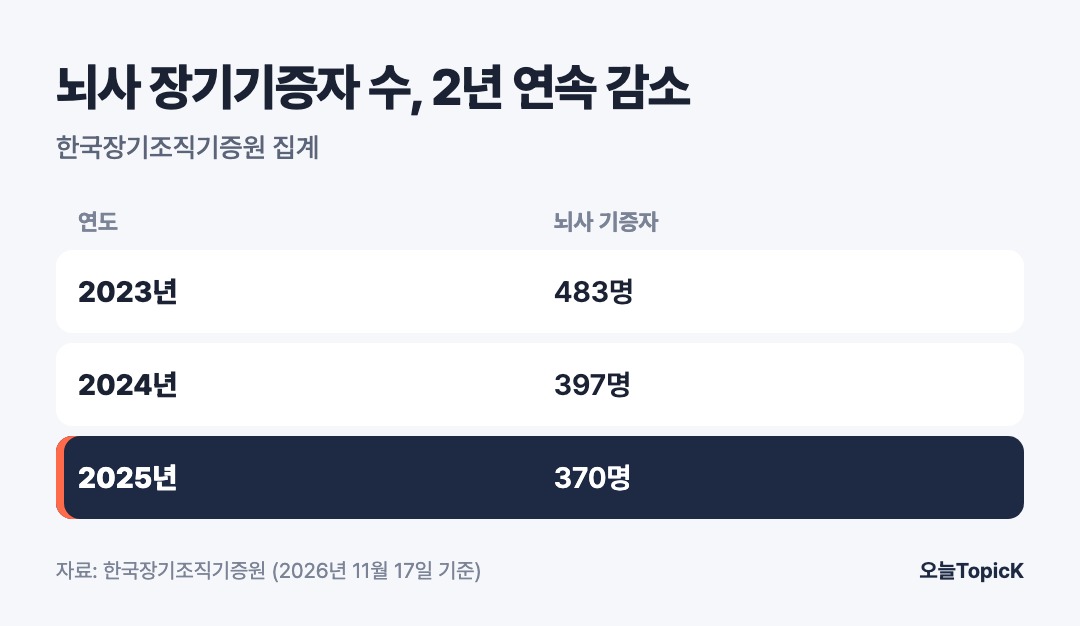 뇌사 장기기증자 수, 2년 연속 감소
한국장기조직기증원 집계
연도 뇌사 기증자
2023년 483명
2024년 397명
2025년 370명
자료: 한국장기조직기증원 (2026년 11월 17일 기준) 오늘TopicK